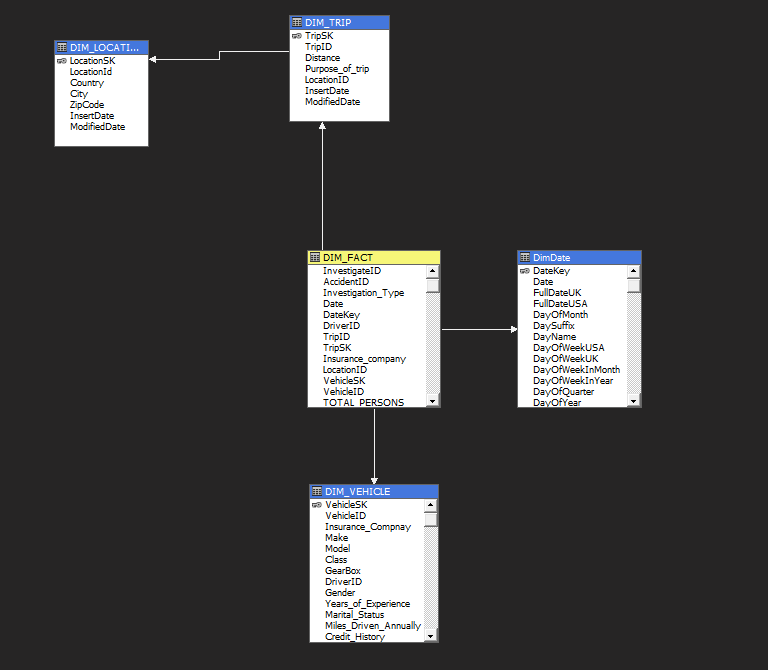 DIM_TRIP
TripSK
TripID
Distance
Purpose_of_trip
LocationID
InsertDate
ModifiedDate
DIM_LOCATI...
LocationSK
LocationId
Country
City
ZipCode
InsertDate
ModifiedDate
DIM_FACT
InvestigateID
AccidentID
Investigation_Type
Date
DateKey
DriverID
TripID
TripSK
Insurance_company
LocationID
VehicleSK
VehicleID
TOTAL_PERSONS
DimDate
DateKey
Date
FullDateUK
FullDateUSA
DayOfMonth
DaySuffix
DayName
DayOfWeekUSA
DayOfWeekUK
DayOfWeekInMonth
DayOfWeekInYear
DayOfQuarter
DayOfYear
DIM_VEHICLE
VehicleSK
VehicleID
Insurance_Compnay
Make
Model
Class
GearBox
DriverID
Gender
Years_of_Experience
Marital_Status
Miles_Driven_Annually
Credit_History